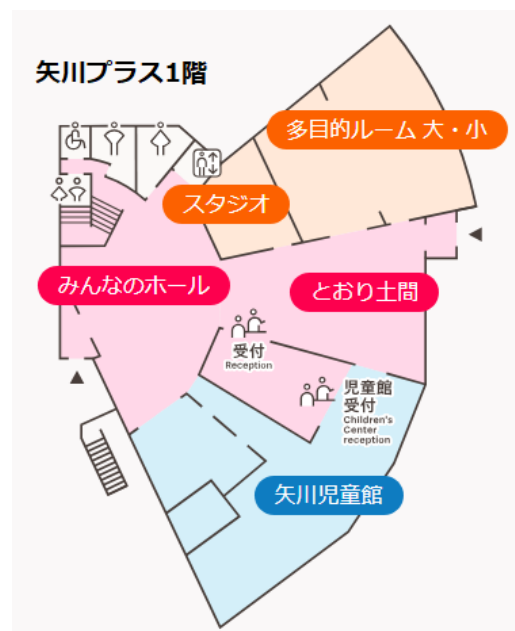 矢川プラス1階
多目的ルーム 大・小
スタジオ
みんなのホール
とおり土間
受付
Reception
児童館
受付
Children's
Center
reception
矢川児童館